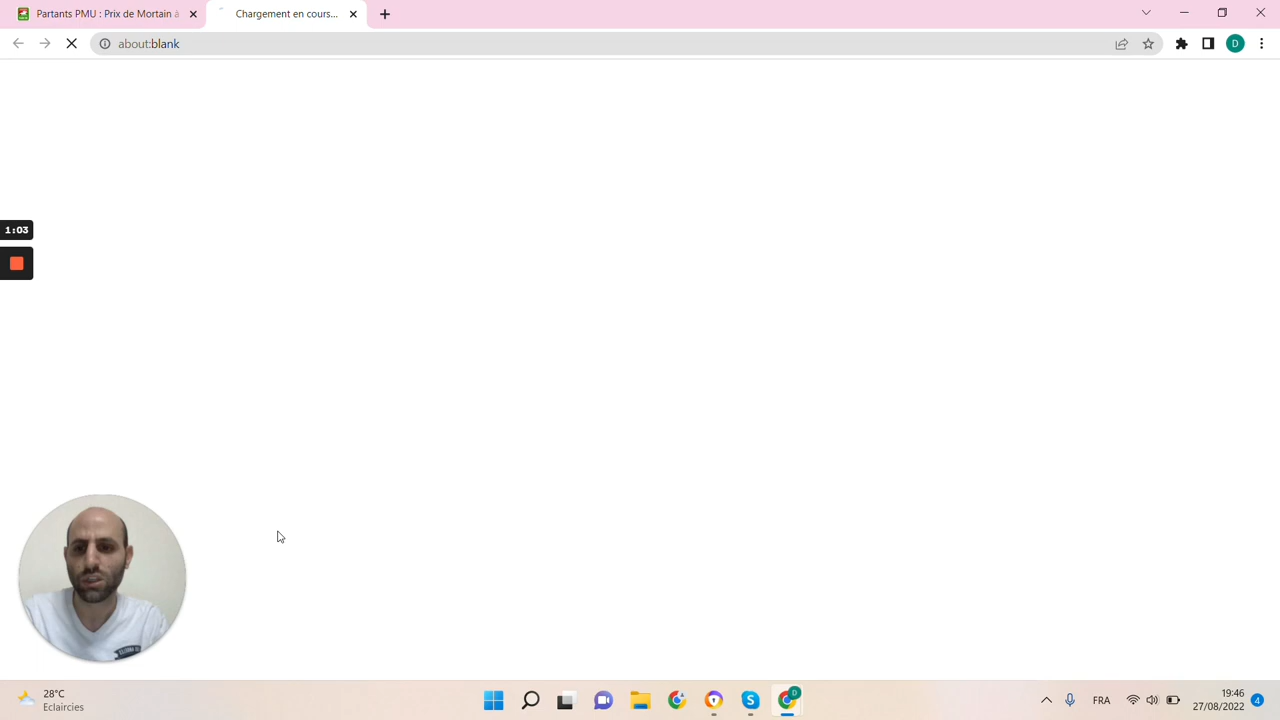 Partants PMU : Prix de Mortain à
Chargement en cours...
about:blank
D
1:03
28°C
Eclaircies
D
S
FRA
19:46
27/08/2022
4